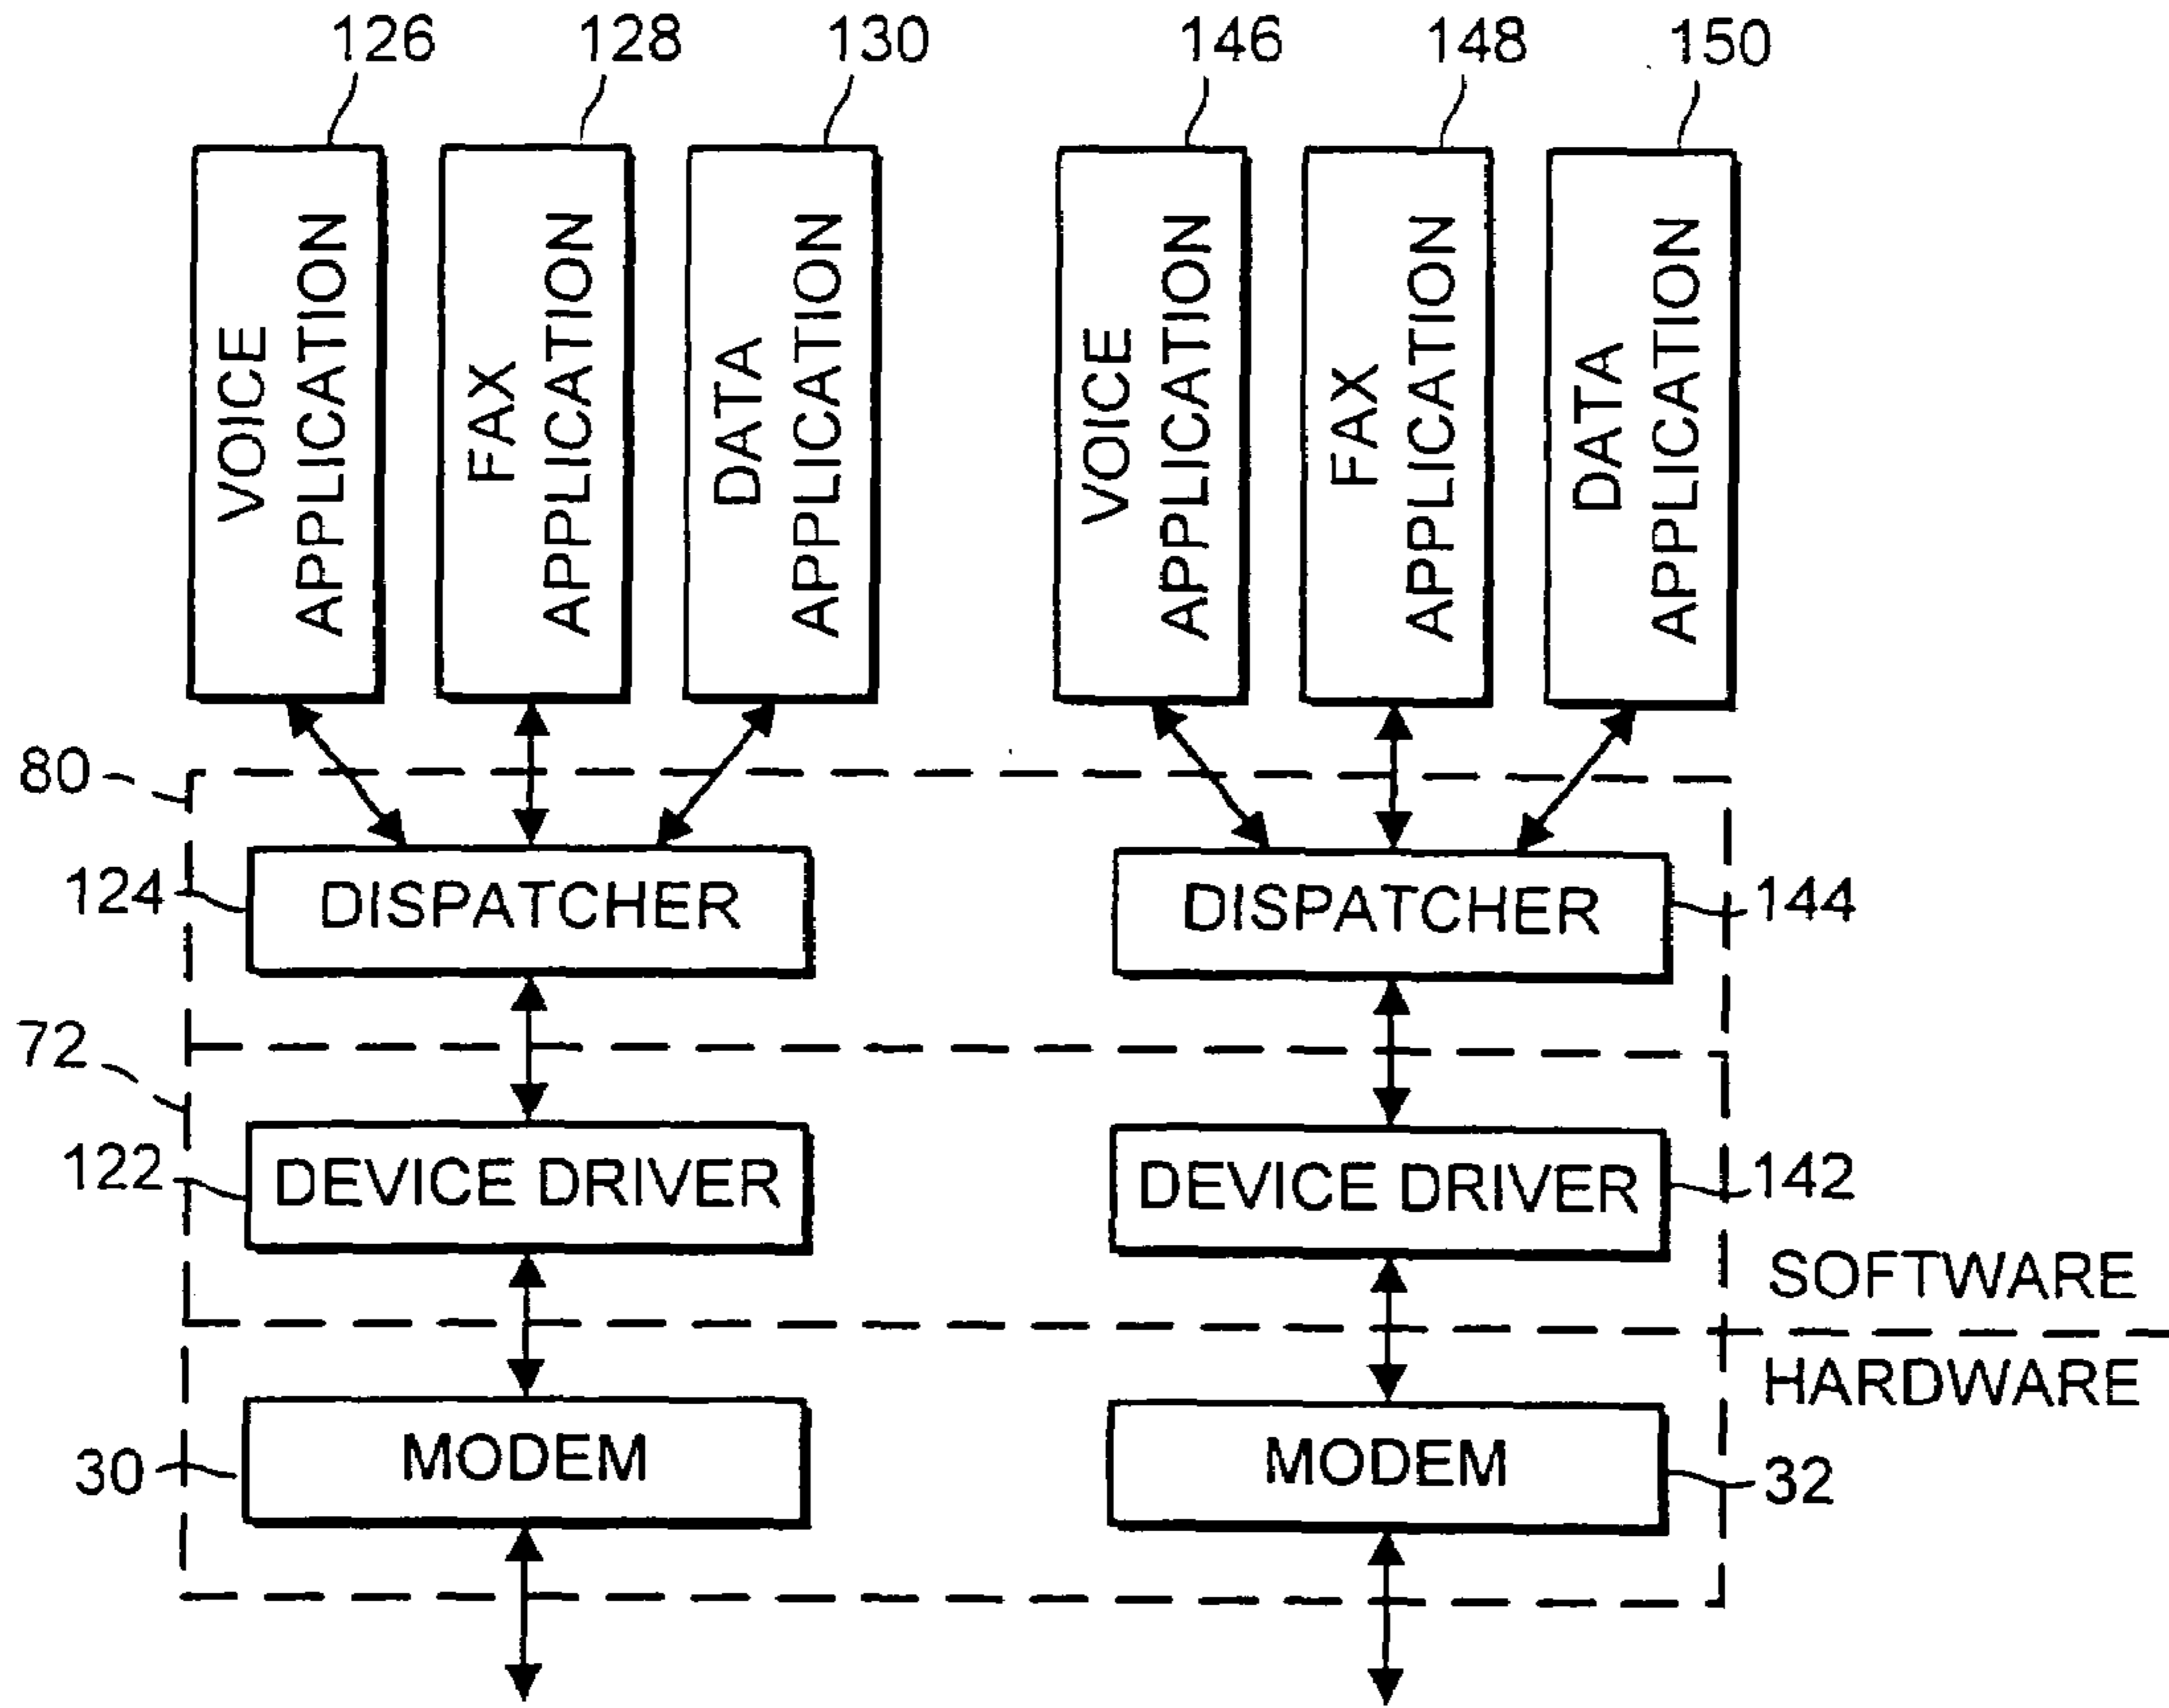 126
128
130
146
148
150
VOICE
APPLICATION
FAX
APPLICATION
DATA
APPLICATION
VOICE
APPLICATION
FAX
APPLICATION
DATA
APPLICATION
80
124
DISPATCHER
DISPATCHER
144
72
122
DEVICE DRIVER
DEVICE DRIVER
142
SOFTWARE
HARDWARE
30
MODEM
MODEM
32